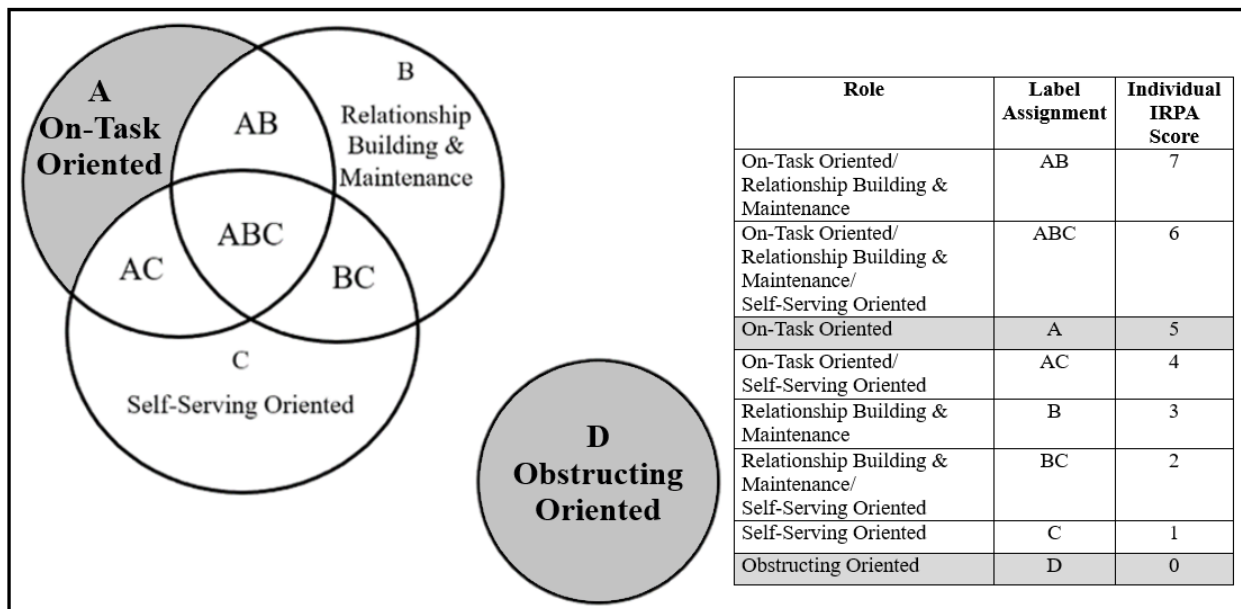 A
On-Task
Oriented
AB
B
Relationship
Building &
Maintenance
ABC
AC
BC
C
Self-Serving Oriented
D
Obstructing
Oriented
Role Label Assignment Individual IRPA Score
On-Task Oriented/
Relationship Building &
Maintenance AB 7
On-Task Oriented/
Relationship Building &
Maintenance/
Self-Serving Oriented ABC 6
On-Task Oriented A 5
On-Task Oriented/
Self-Serving Oriented AC 4
Relationship Building &
Maintenance B 3
Relationship Building &
Maintenance/
Self-Serving Oriented BC 2
Self-Serving Oriented C 1
Obstructing Oriented D 0